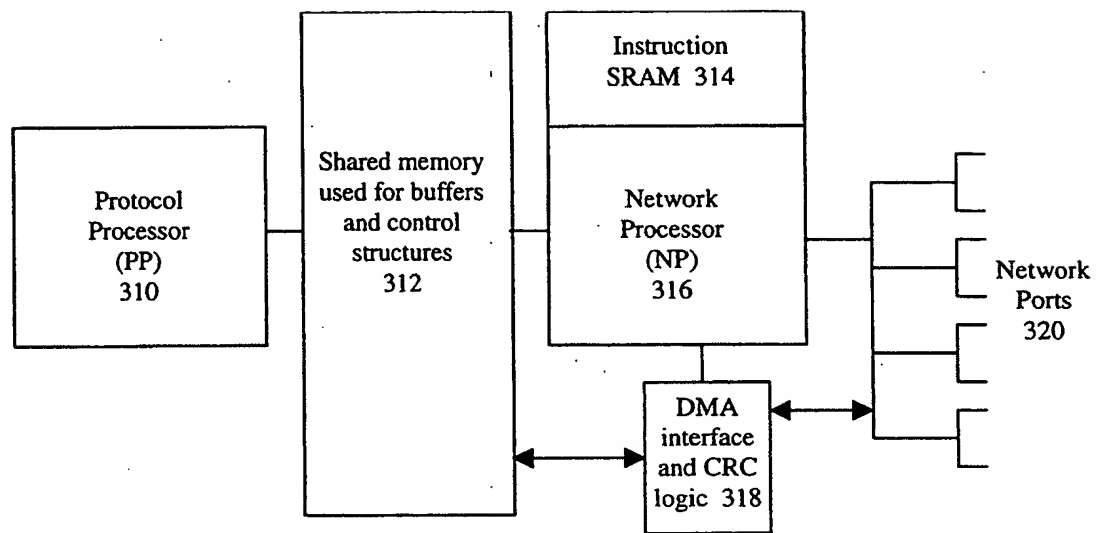 Protocol
Processor
(PP)
310
Shared memory
used for buffers
and control
structures
312
Instruction
SRAM 314
Network
Processor
(NP)
316
DMA
interface
and CRC
logic 318
Network
Ports
320